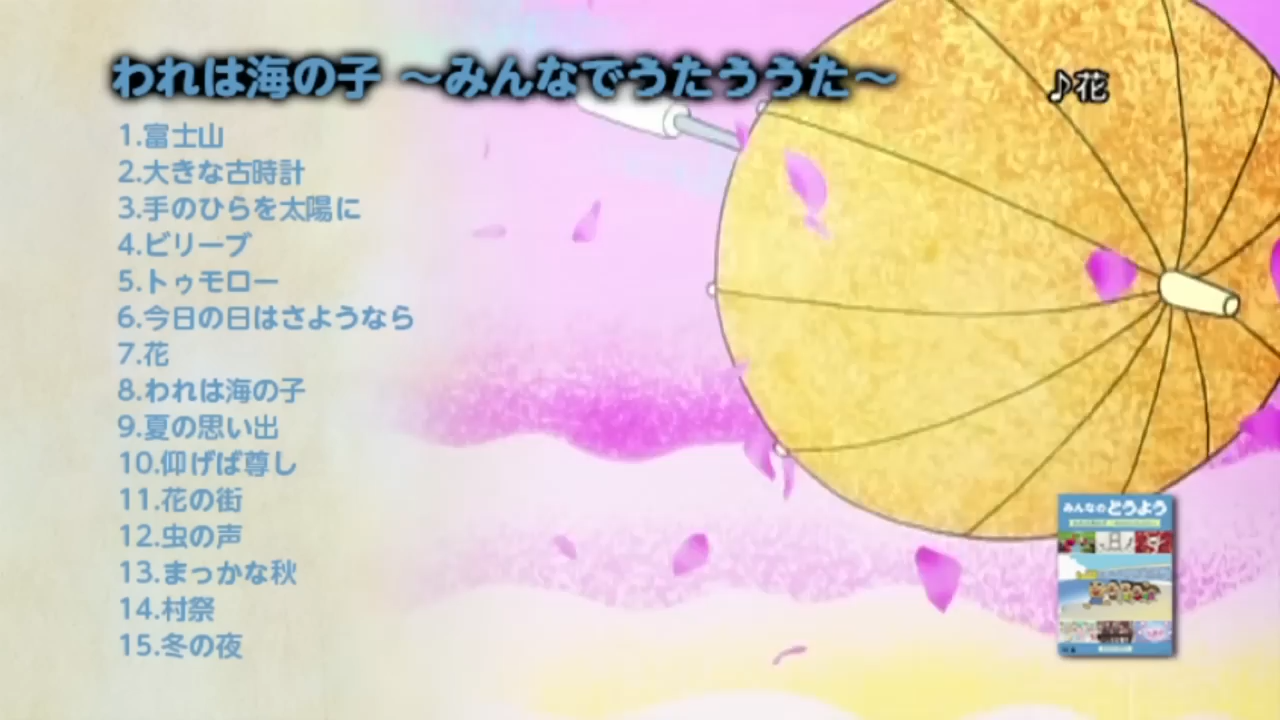 われは海の子 ～みんなでうたううた～
♪花
1.富士山
2.大きな古時計
3.手のひらを太陽に
4.ビリーブ
5.トゥモロー
6.今日の日はさようなら
7.花
8.われは海の子
9.夏の思い出
10.仰げば尊し
11.花の街
12.虫の声
13.まっかな秋
14.村祭
15.冬の夜
みんなのどうよう